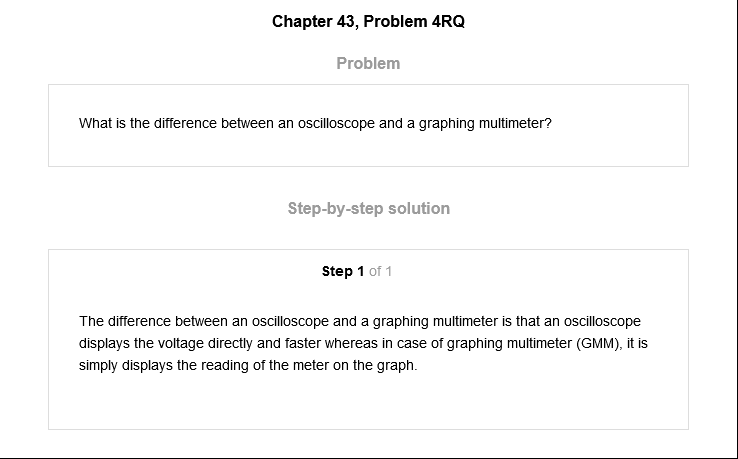 Chapter 43, Problem 4RQ
Problem
What is the difference between an oscilloscope and a graphing multimeter?
Step-by-step solution
Step 1 of 1
The difference between an oscilloscope and a graphing multimeter is that an oscilloscope
displays the voltage directly and faster whereas in case of graphing multimeter (GMM), it is
simply displays the reading of the meter on the graph.